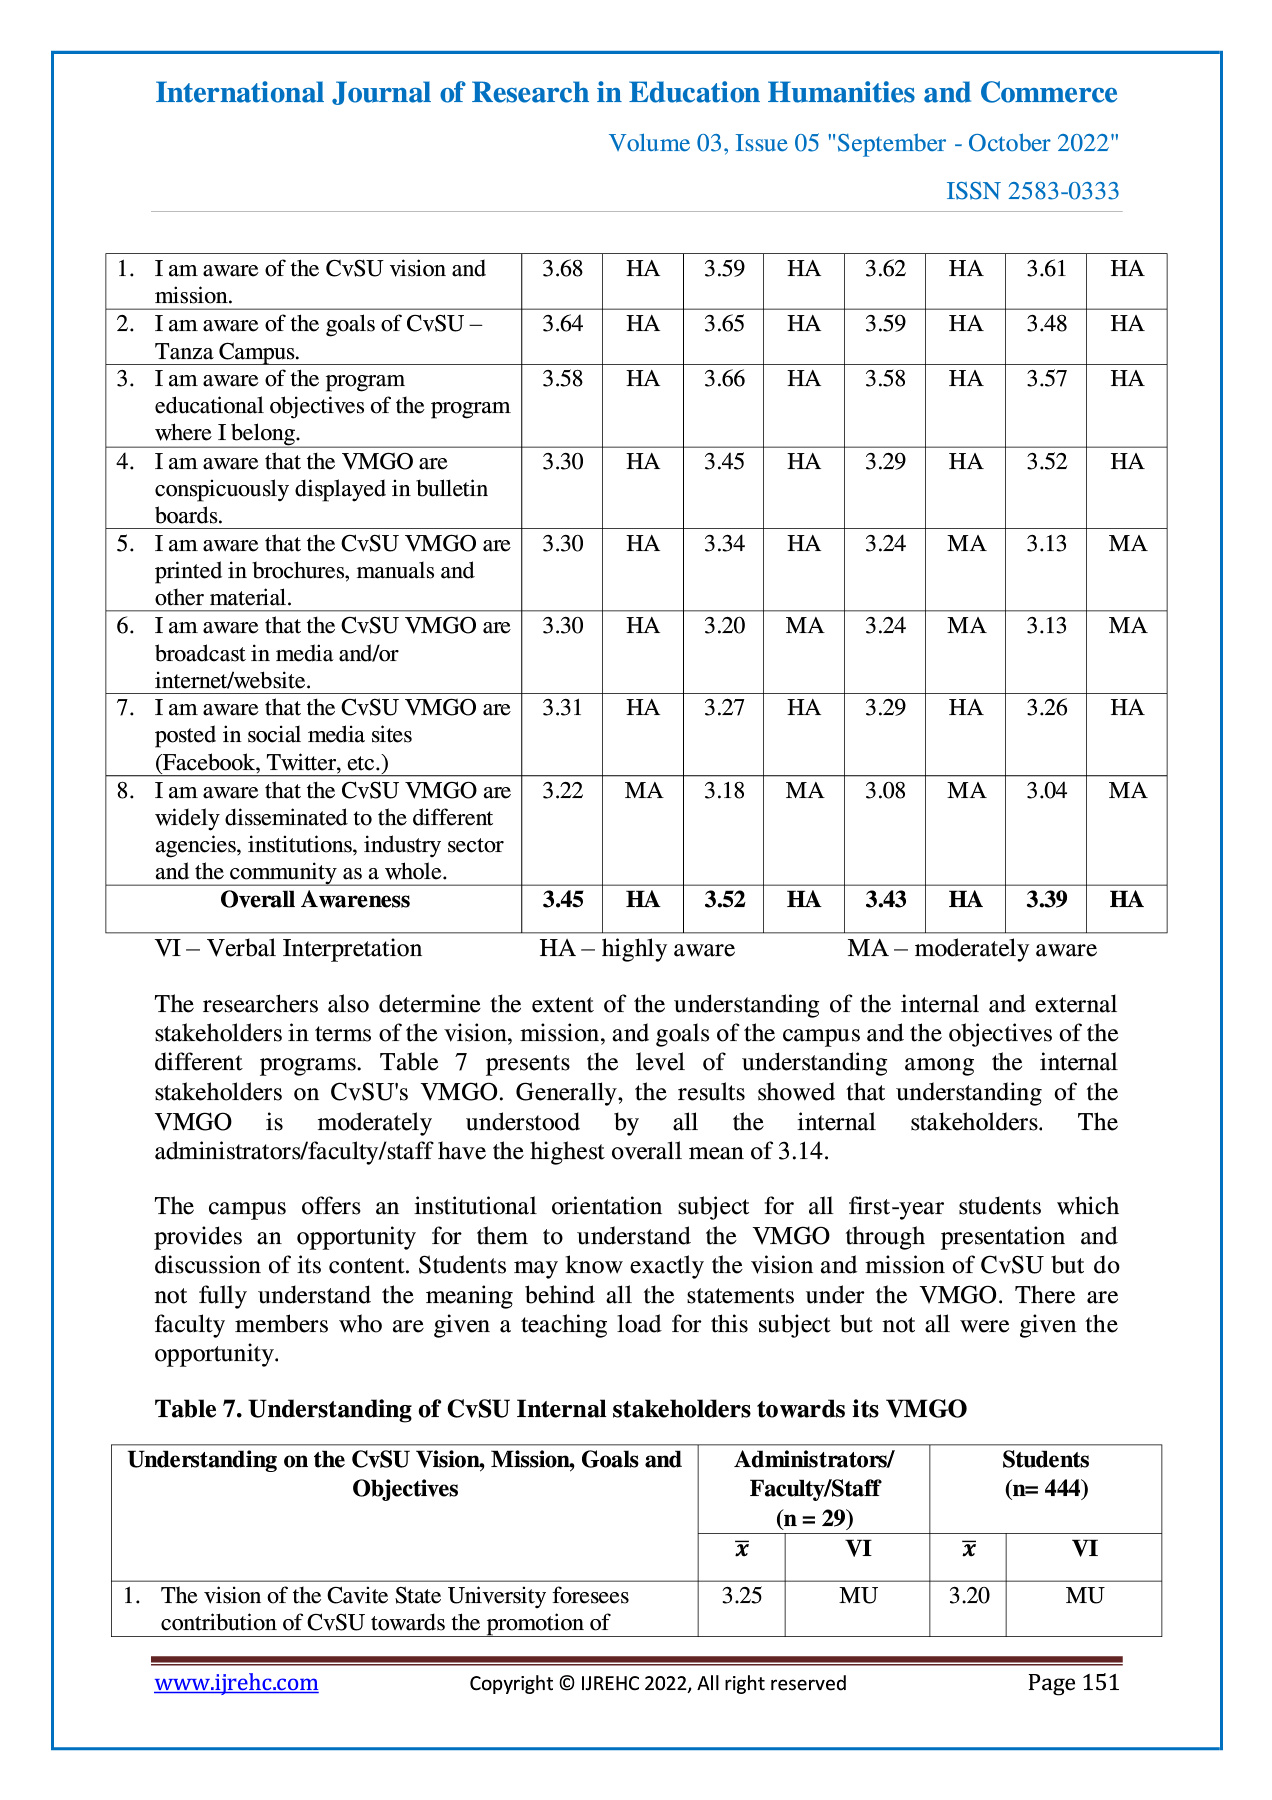 International Journal of Research in Education Humanities and Commerce
Volume 03, Issue 05 "September - October 2022"
ISSN 2583-0333
1. I am aware of the CvSU vision and 3.68 HA 3.59 HA 3.62 HA 3.61 HA
mission.
2. I am aware of the goals of CvSU – 3.64 HA 3.65 HA 3.59 HA 3.48 HA
Tanza Campus.
3. I am aware of the program 3.58 HA 3.66 HA 3.58 HA 3.57 HA
educational objectives of the program
where I belong.
4. I am aware that the VMGO are 3.30 HA 3.45 HA 3.29 HA 3.52 HA
conspicuously displayed in bulletin
boards.
5. I am aware that the CvSU VMGO are 3.30 HA 3.34 HA 3.24 MA 3.13 MA
printed in brochures, manuals and
other material.
6. I am aware that the CvSU VMGO are 3.30 HA 3.20 MA 3.24 MA 3.13 MA
broadcast in media and/or
internet/website.
7. I am aware that the CvSU VMGO are 3.31 HA 3.27 HA 3.29 HA 3.26 HA
posted in social media sites
(Facebook, Twitter, etc.)
8. I am aware that the CvSU VMGO are 3.22 MA 3.18 MA 3.08 MA 3.04 MA
widely disseminated to the different
agencies, institutions, industry sector
and the community as a whole.
Overall Awareness 3.45 HA 3.52 HA 3.43 HA 3.39 HA
VI – Verbal Interpretation HA – highly aware MA – moderately aware
The researchers also determine the extent of the understanding of the internal and external
stakeholders in terms of the vision, mission, and goals of the campus and the objectives of the
different programs. Table 7 presents the level of understanding among the internal
stakeholders on CvSU's VMGO. Generally, the results showed that understanding of the
VMGO is moderately understood by all the internal stakeholders. The
administrators/faculty/staff have the highest overall mean of 3.14.
The campus offers an institutional orientation subject for all first-year students which
provides an opportunity for them to understand the VMGO through presentation and
discussion of its content. Students may know exactly the vision and mission of CvSU but do
not fully understand the meaning behind all the statements under the VMGO. There are
faculty members who are given a teaching load for this subject but not all were given the
opportunity.
Table 7. Understanding of CvSU Internal stakeholders towards its VMGO
Understanding on the CvSU Vision, Mission, Goals and Administrators/ Students
Objectives Faculty/Staff (n= 444)
(n = 29)
x̅ VI x̅ VI
1. The vision of the Cavite State University foresees 3.25 MU 3.20 MU
contribution of CvSU towards the promotion of
www.ijrehc.com Copyright © IJREHC 2022, All right reserved Page 151